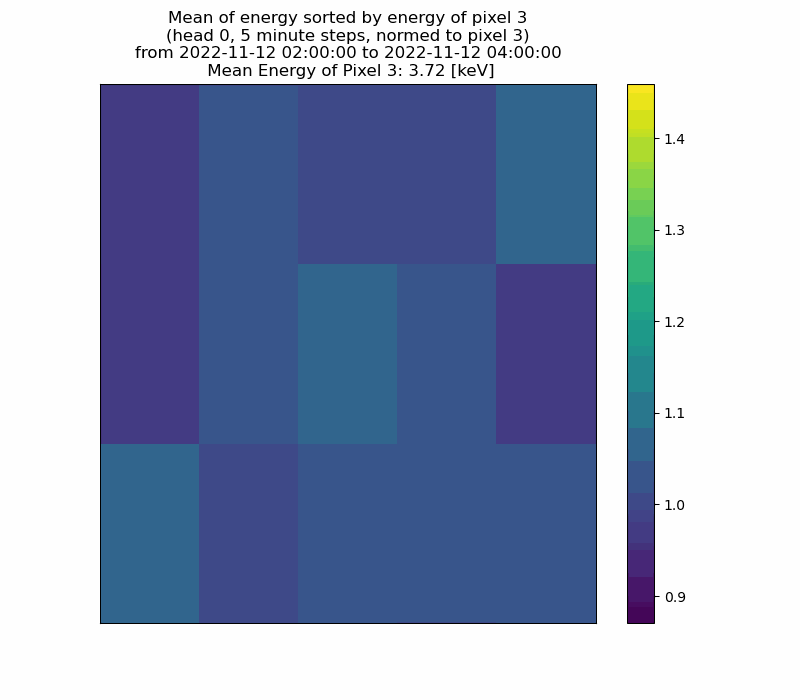 Mean of energy sorted by energy of pixel 3
(head 0, 5 minute steps, normed to pixel 3)
from 2022-11-12 02:00:00 to 2022-11-12 04:00:00
Mean Energy of Pixel 3: 3.72 [keV]
1.4
1.3
1.2
1.1
1.0
0.9